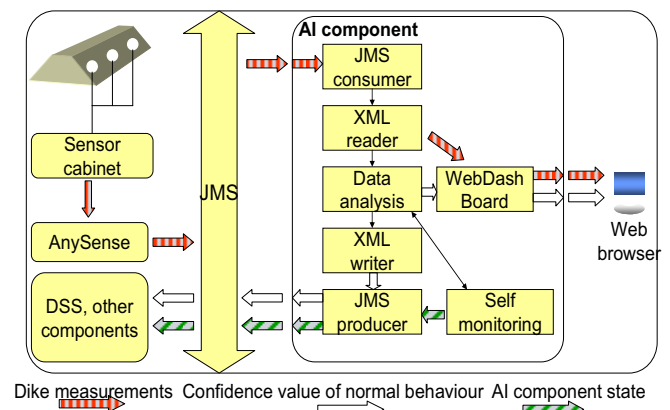 AI component
JMS
consumer
XML
reader
Sensor
cabinet
Data
analysis
WebDash
Board
JMS
Web
browser
AnySense
XML
writer
DSS, other
components
JMS
producer
Self
monitoring
Dike measurements Confidence value of normal behaviour AI component state